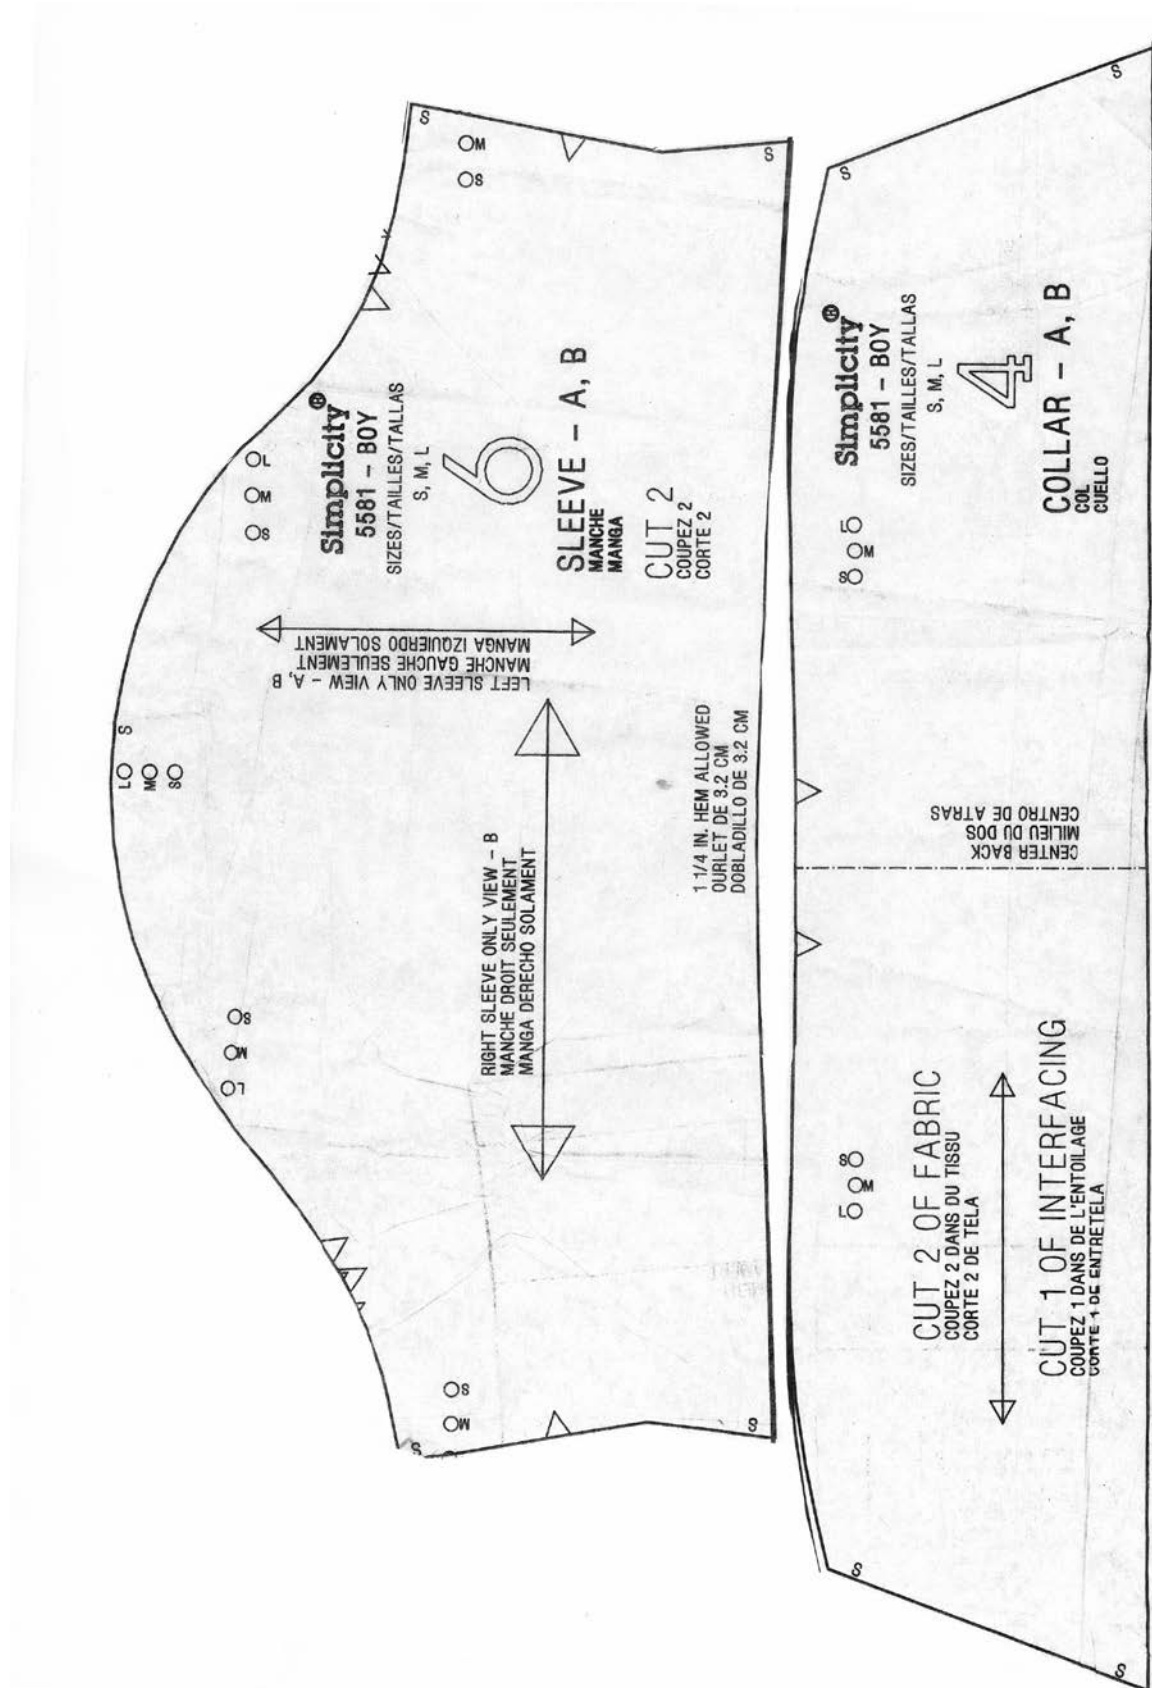 S
M
S
S
Simplicity®
5581 - BOY
SIZES/TAILLES/TALLAS
S, M, L
6
SLEEVE - A, B
MANCHE
MANGA
CUT 2
COUPEZ 2
CORTE 2
L
M
S
LEFT SLEEVE ONLY VIEW - A, B
MANCHE GAUCHE SEULEMENT
MANGA IZQUIERDO SOLAMENT
S
L
M
S
RIGHT SLEEVE ONLY VIEW - B
MANCHE DROIT SEULEMENT
MANGA DERECHO SOLAMENT
1 1/4 IN. HEM ALLOWED
OURLET DE 3.2 CM
DOBLADILLO DE 3.2 CM
S
M
L
S
M
S
S
S
S
Simplicity®
5581 - BOY
SIZES/TAILLES/TALLAS
S, M, L
4
COLLAR - A, B
COL
CUELLO
L
M
S
CENTER BACK
MILIEU DU DOS
CENTRO DE ATRAS
S
M
L
CUT 2 OF FABRIC
COUPEZ 2 DANS DU TISSU
CORTE 2 DE TELA
CUT 1 OF INTERFACING
COUPEZ 1 DANS DE L'ENTOILAGE
CORTE 1 DE ENTRETELA
S
S